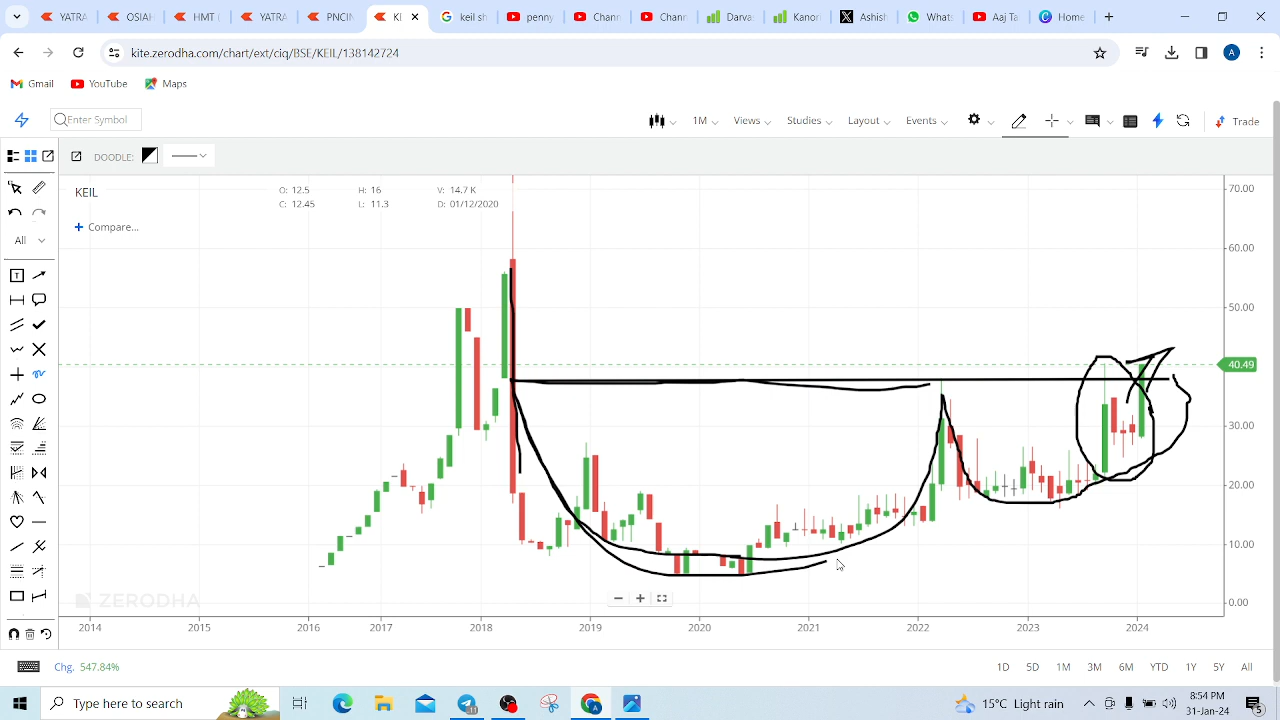 KI
OSWI
HMT
YATRI
PNCIN
KI
keil sh
penny
Chann
Chann
Darva
Kando
Ashish
Whats
Aaj ta
Home
kite.zerodha.com/chart/ext/ciq/BSE/KEIL/138142724
A
Gmail
YouTube
Maps
Enter Symbol
1M
Views
Studies
Layout
Events
Trade
DOODLE:
KEIL
O: 12.5
H: 16
V: 14.7 K
C: 12.45
L: 11.3
D: 01/12/2020
Compare...
All
T
70.00
60.00
50.00
40.49
30.00
20.00
10.00
0.00
ZERODHA
2014
2015
2016
2017
2018
2019
2020
2021
2022
2023
2024
Chg. 547.84%
1D
5D
1M
3M
6M
YTD
1Y
5Y
All
Type here to search
15°C Light rain
8:54 PM
31-Jan-24